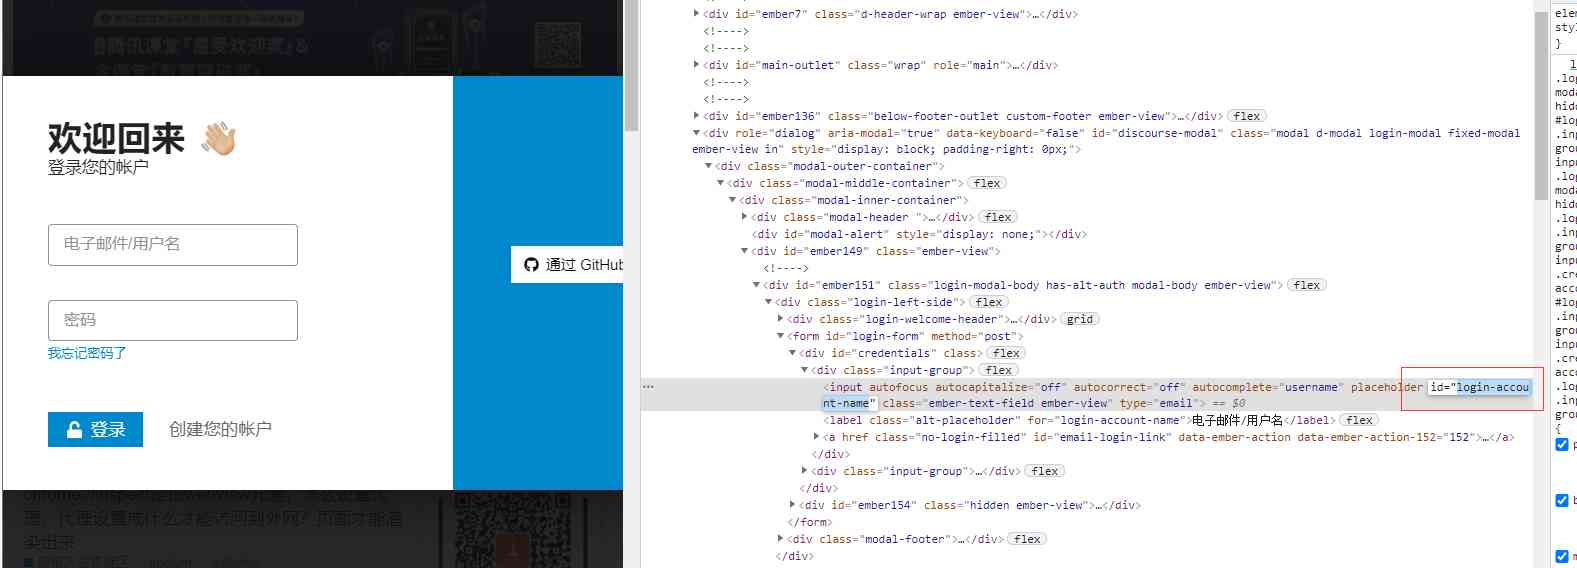 欢迎回来 👋🏼
登录您的帐户
电子邮件/用户名
密码
我忘记密码了
登录 创建您的帐户
通过 GitHub
<div id="ember7" class="d-header-wrap ember-view">…</div>
<!---->
<!---->
<div id="main-outlet" class="wrap" role="main">…</div>
<!---->
<!---->
<div id="ember136" class="below-footer-outlet custom-footer ember-view">…</div> flex
<div role="dialog" aria-modal="true" data-keyboard="false" id="discourse-modal" class="modal d-modal login-modal fixed-modal
ember-view in" style="display: block; padding-right: 0px;">
<div class="modal-outer-container">
<div class="modal-middle-container"> flex
<div class="modal-inner-container">
<div class="modal-header ">…</div> flex
<div id="modal-alert" style="display: none;"></div>
<div id="ember149" class="ember-view">
<!---->
<div id="ember151" class="login-modal-body has-alt-auth modal-body ember-view"> flex
<div class="login-left-side"> flex
<div class="login-welcome-header">…</div> grid
<form id="login-form" method="post">
<div id="credentials" class> flex
<div class="input-group"> flex
<input autofocus autocapitalize="off" autocorrect="off" autocomplete="username" placeholder id="login-accou
nt-name" class="ember-text-field ember-view" type="email"> == $0
<label class="alt-placeholder" for="login-account-name">电子邮件/用户名</label> flex
<a href class="no-login-filled" id="email-login-link" data-ember-action data-ember-action-152="152">…</a>
</div>
<div class="input-group">…</div> flex
</div>
<div id="ember154" class="hidden ember-view">…</div>
</form>
<div class="modal-footer">…</div> flex
</div>